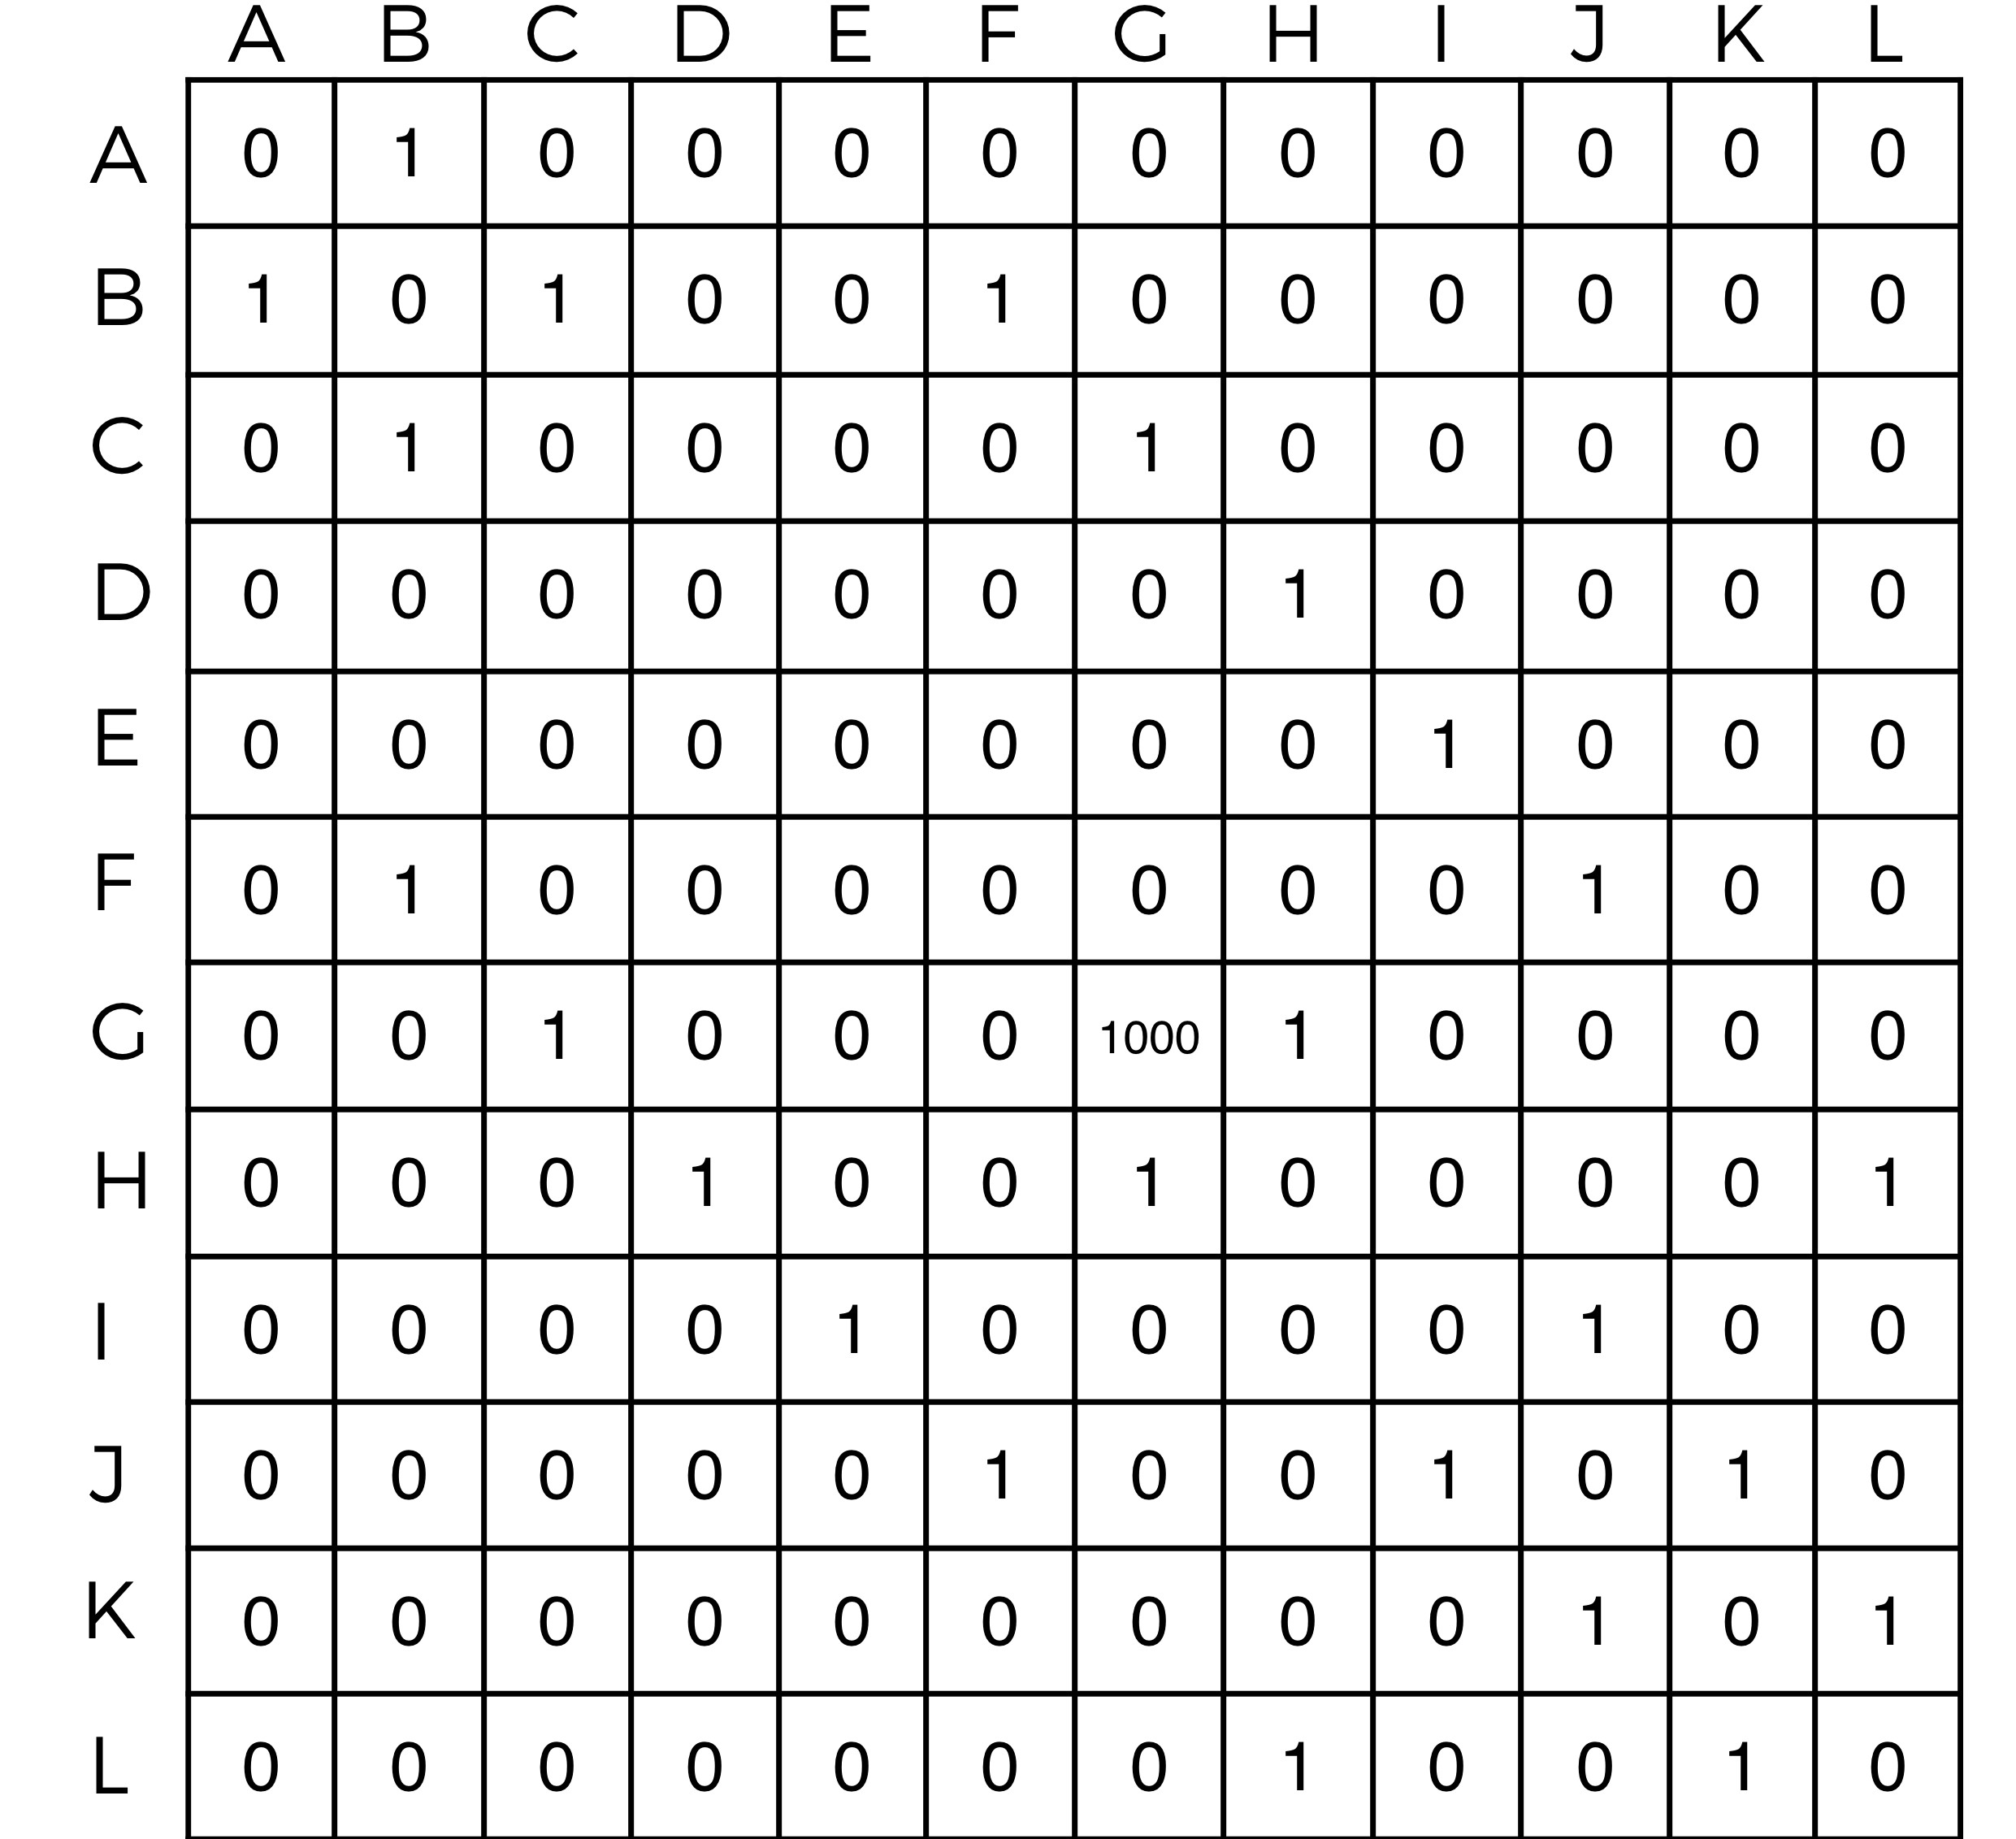 A B C D E F G H I J K L
A 0 1 0 0 0 0 0 0 0 0 0 0
B 1 0 1 0 0 1 0 0 0 0 0 0
C 0 1 0 0 0 0 1 0 0 0 0 0
D 0 0 0 0 0 0 0 1 0 0 0 0
E 0 0 0 0 0 0 0 0 1 0 0 0
F 0 1 0 0 0 0 0 0 0 1 0 0
G 0 0 1 0 0 0 1000 1 0 0 0 0
H 0 0 0 1 0 0 1 0 0 0 0 1
I 0 0 0 0 1 0 0 0 0 1 0 0
J 0 0 0 0 0 1 0 0 1 0 1 0
K 0 0 0 0 0 0 0 0 0 1 0 1
L 0 0 0 0 0 0 0 1 0 0 1 0